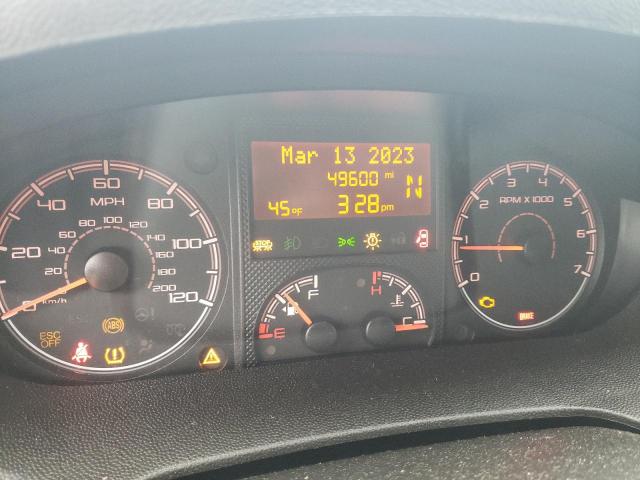 Mar 13 2023
49600 mi
N
45°F 3:28 pm
0 20 40 60 80 100 120
MPH
0 20 40 60 80 100 120 140 160 200
km/h
ESC
OFF
ABS
STOP
E F
H C
RPM X 1000
0 1 2 3 4 5 6 7
BRAKE